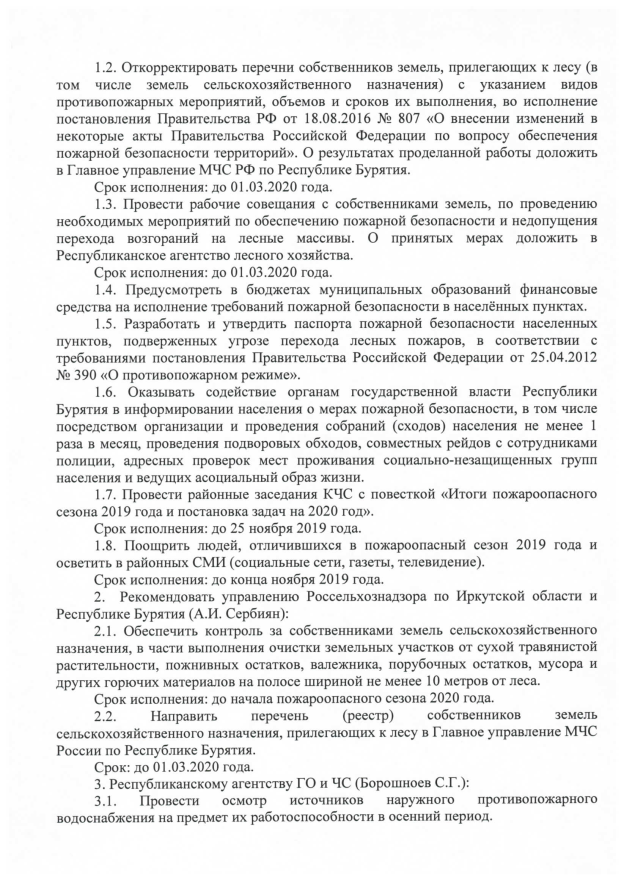 1.2. Откорректировать перечни собственников земель, прилегающих к лесу (в
том числе земель сельскохозяйственного назначения) с указанием видов
противопожарных мероприятий, объемов и сроков их выполнения, во исполнение
постановления Правительства РФ от 18.08.2016 № 807 «О внесении изменений в
некоторые акты Правительства Российской Федерации по вопросу обеспечения
пожарной безопасности территорий». О результатах проделанной работы доложить
в Главное управление МЧС РФ по Республике Бурятия.
Срок исполнения: до 01.03.2020 года.
1.3. Провести рабочие совещания с собственниками земель, по проведению
необходимых мероприятий по обеспечению пожарной безопасности и недопущения
перехода возгораний на лесные массивы. О принятых мерах доложить в
Республиканское агентство лесного хозяйства.
Срок исполнения: до 01.03.2020 года.
1.4. Предусмотреть в бюджетах муниципальных образований финансовые
средства на исполнение требований пожарной безопасности в населённых пунктах.
1.5. Разработать и утвердить паспорта пожарной безопасности населенных
пунктов, подверженных угрозе перехода лесных пожаров, в соответствии с
требованиями постановления Правительства Российской Федерации от 25.04.2012
№ 390 «О противопожарном режиме».
1.6. Оказывать содействие органам государственной власти Республики
Бурятия в информировании населения о мерах пожарной безопасности, в том числе
посредством организации и проведения собраний (сходов) населения не менее 1
раза в месяц, проведения подворовых обходов, совместных рейдов с сотрудниками
полиции, адресных проверок мест проживания социально-незащищенных групп
населения и ведущих асоциальный образ жизни.
1.7. Провести районные заседания КЧС с повесткой «Итоги пожароопасного
сезона 2019 года и постановка задач на 2020 год».
Срок исполнения: до 25 ноября 2019 года.
1.8. Поощрить людей, отличившихся в пожароопасный сезон 2019 года и
осветить в районных СМИ (социальные сети, газеты, телевидение).
Срок исполнения: до конца ноября 2019 года.
2. Рекомендовать управлению Россельхознадзора по Иркутской области и
Республике Бурятия (А.И. Сербиян):
2.1. Обеспечить контроль за собственниками земель сельскохозяйственного
назначения, в части выполнения очистки земельных участков от сухой травянистой
растительности, пожнивных остатков, валежника, порубочных остатков, мусора и
других горючих материалов на полосе шириной не менее 10 метров от леса.
Срок исполнения: до начала пожароопасного сезона 2020 года.
2.2. Направить перечень (реестр) собственников земель
сельскохозяйственного назначения, прилегающих к лесу в Главное управление МЧС
России по Республике Бурятия.
Срок: до 01.03.2020 года.
3. Республиканскому агентству ГО и ЧС (Борошноев С.Г.):
3.1. Провести осмотр источников наружного противопожарного
водоснабжения на предмет их работоспособности в осенний период.